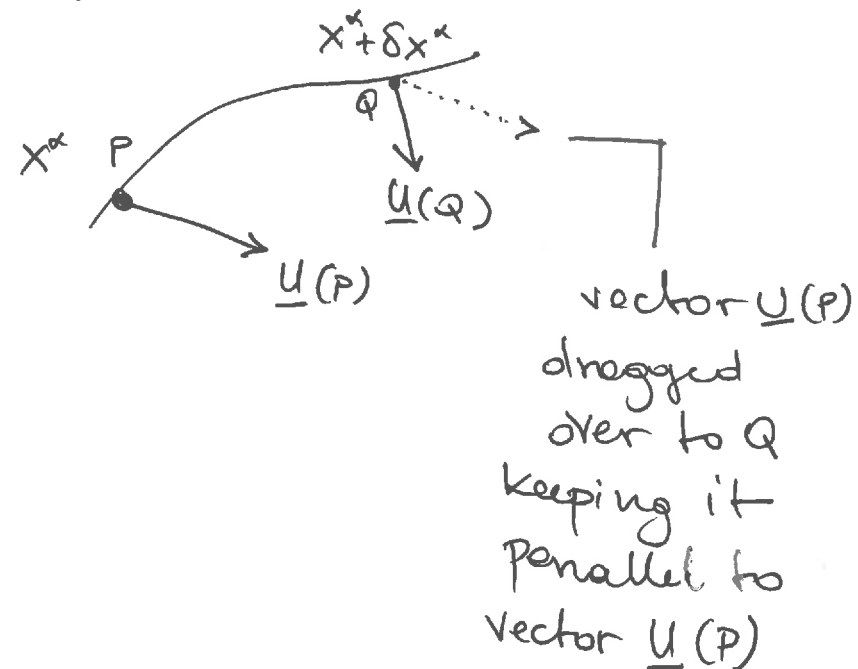 x^α + δx^α
Q
x^α P
U(Q)
U(P)
vector U(P)
dragged
over to Q
keeping it
parallel to
vector U(P)